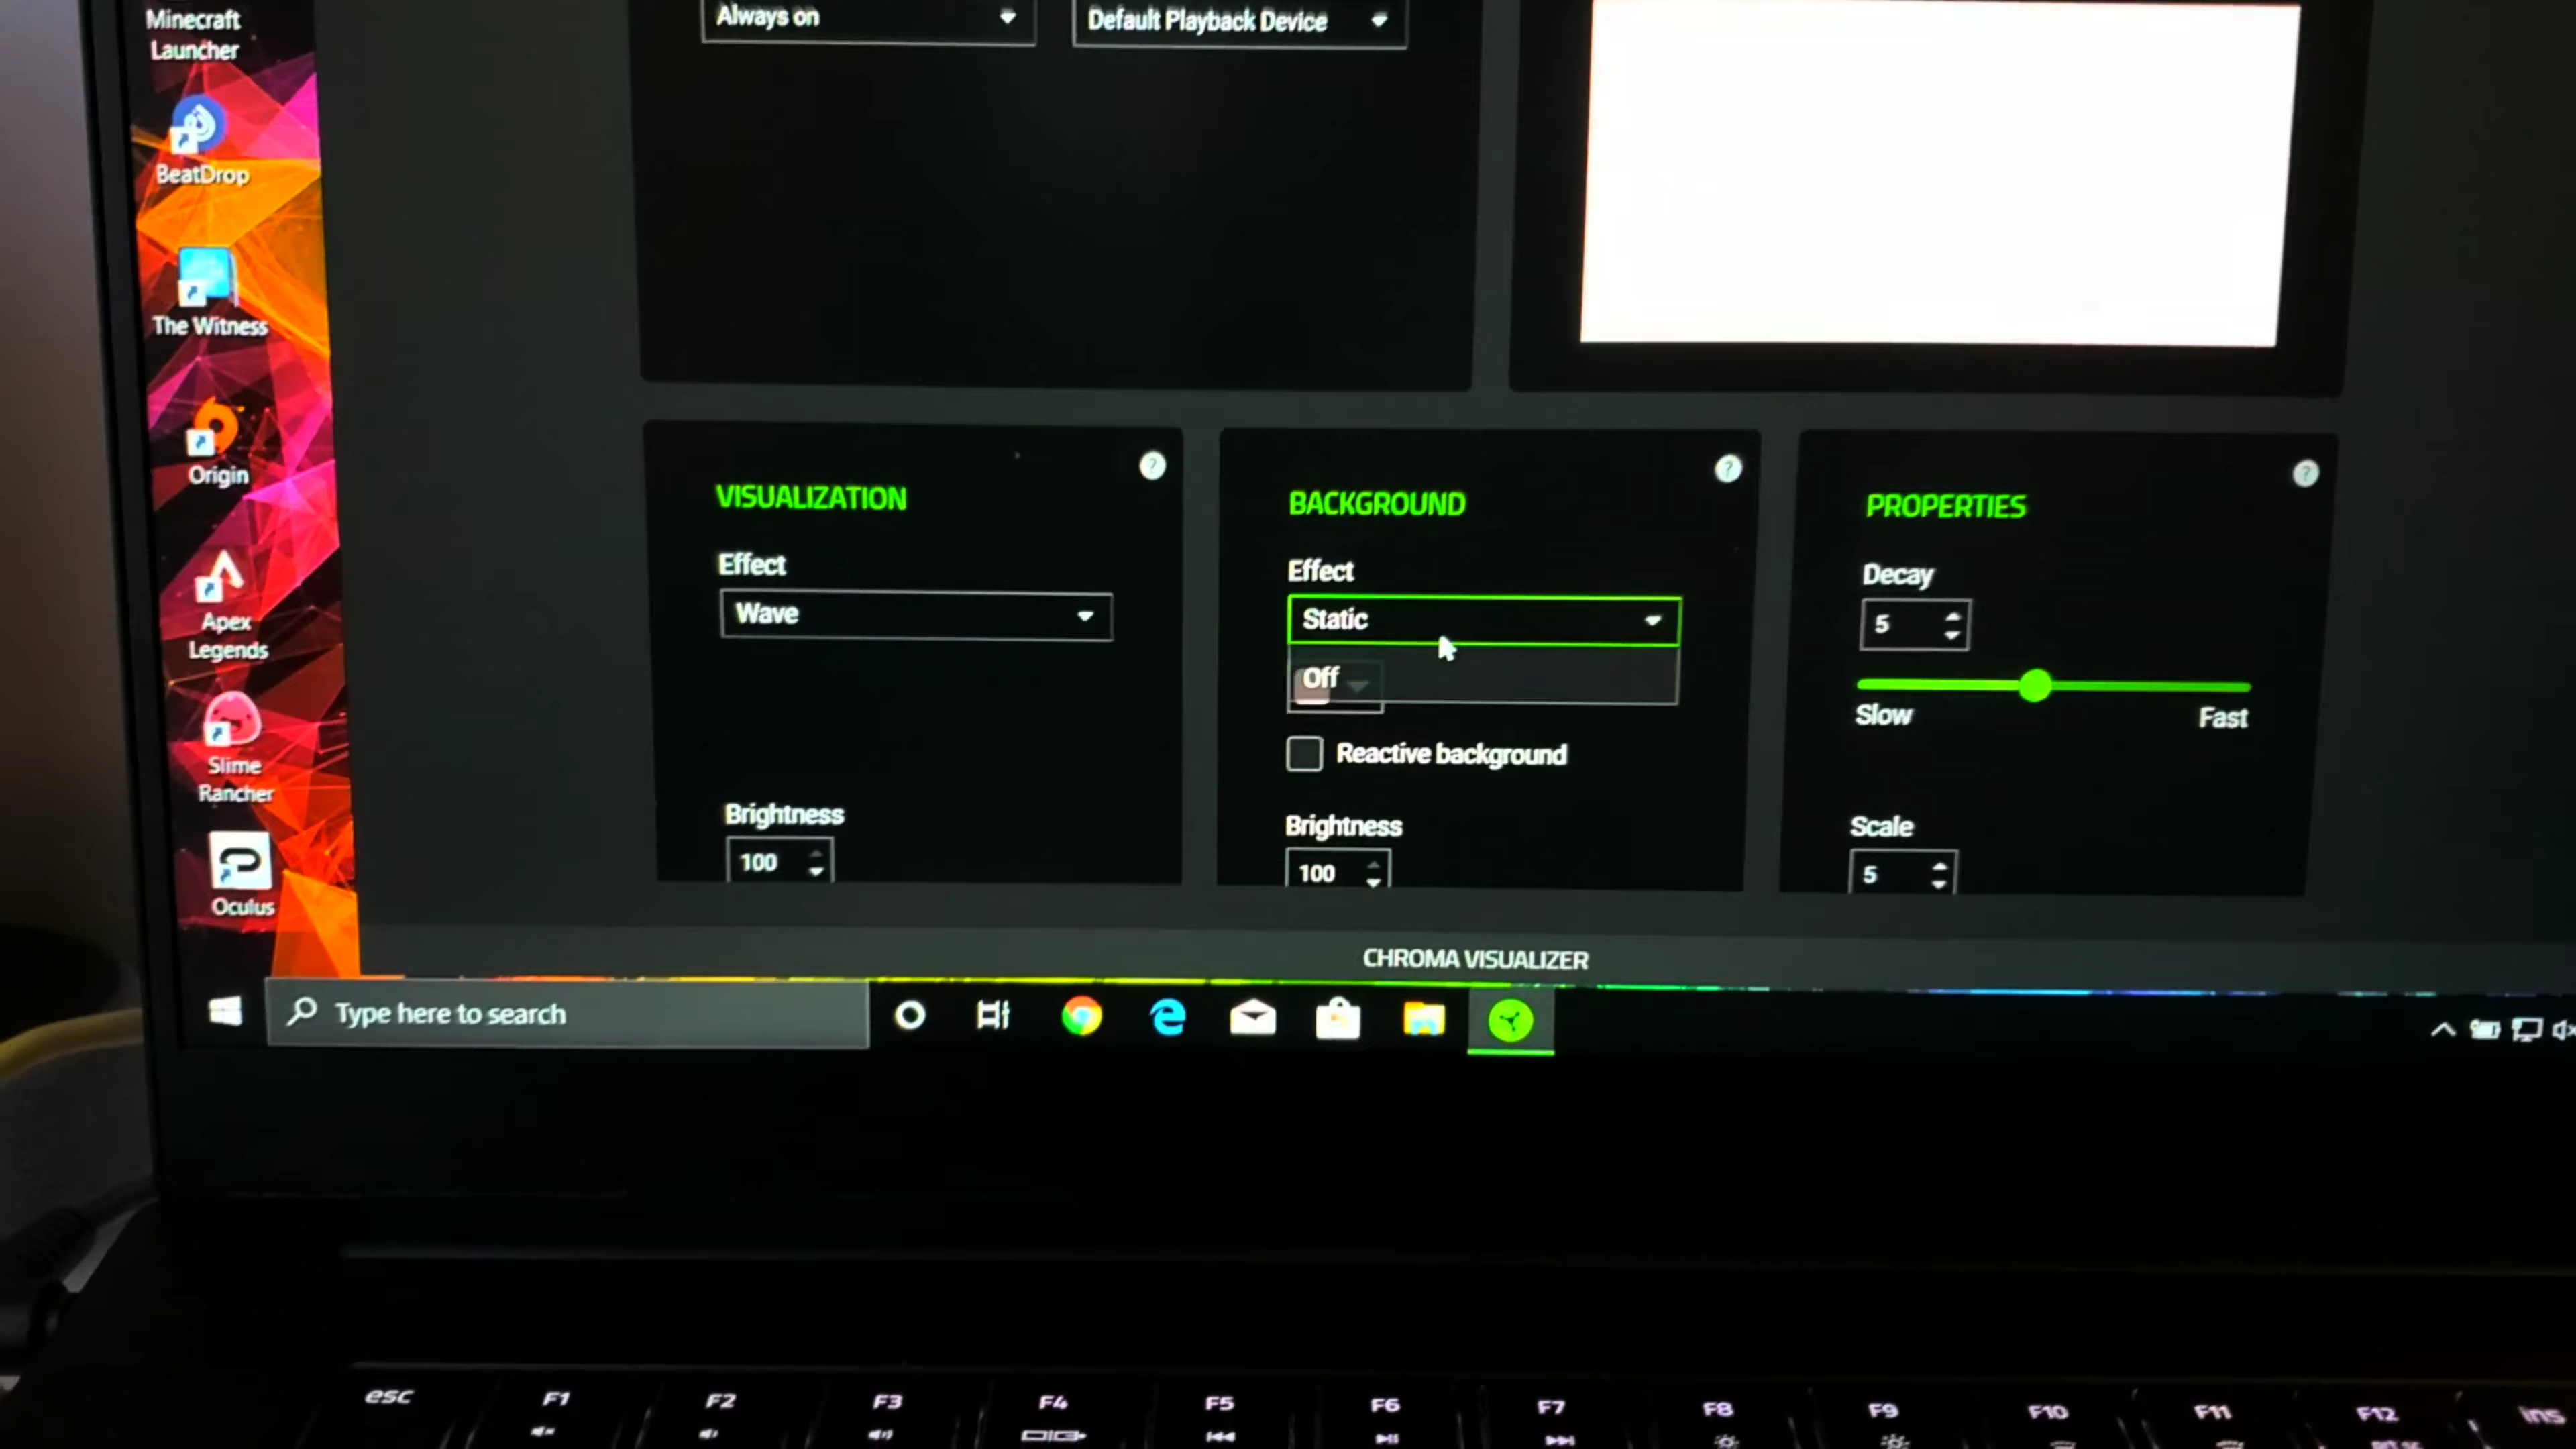 Minecraft
Launcher
BeatDrop
The Witness
Origin
Apex
Legends
Slime
Rancher
Oculus
Always on
Default Playback Device
VISUALIZATION
Effect
Wave
Brightness
100
BACKGROUND
Effect
Static
Off
Reactive background
Brightness
100
PROPERTIES
Decay
5
Slow
Fast
Scale
5
CHROMA VISUALIZER
Type here to search
esc F1 F2 F3 F4 F5 F6 F7 F8 F9 F10 F11 F12 ins